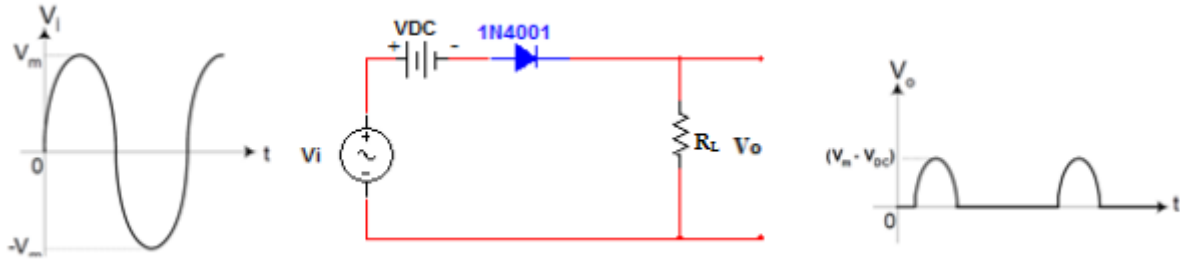 Vi
Vm
0
t
-Vm
VDC
+ -
1N4001
Vi
+
-
RL Vo
Vo
(Vm - VDC)
0
t